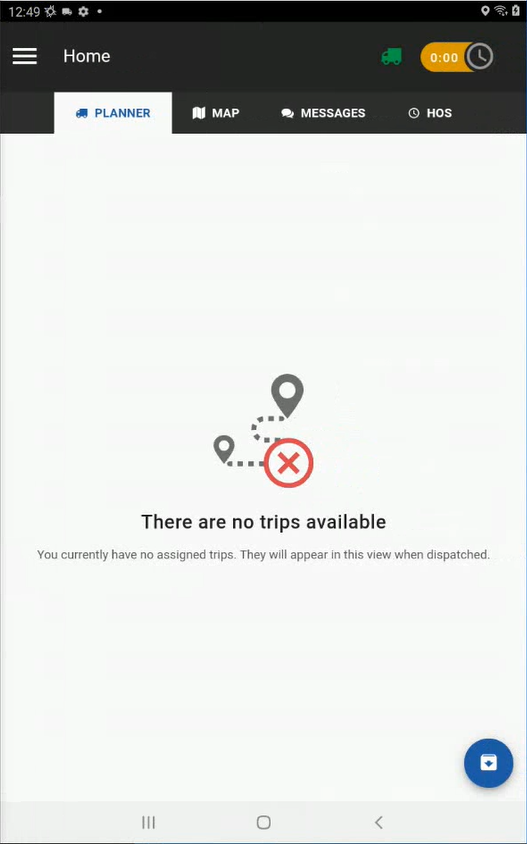 12:49
Home
0:00
PLANNER MAP MESSAGES HOS
There are no trips available
You currently have no assigned trips. They will appear in this view when dispatched.